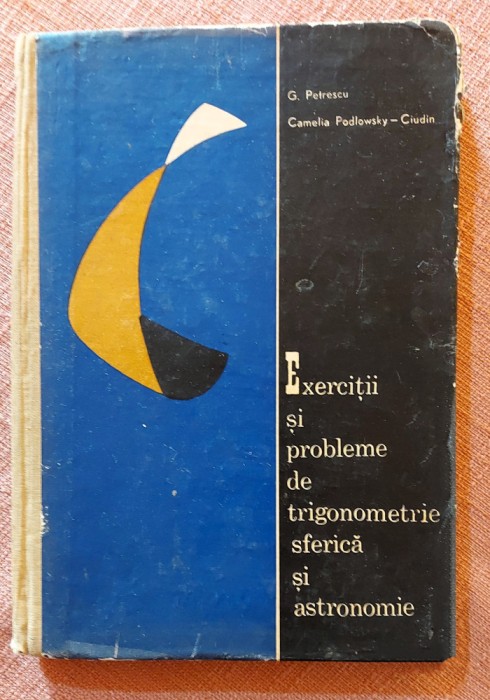 G. Petrescu
Camelia Podlowsky – Ciudin
Exerciții
și
probleme
de
trigonometrie
sferică
și
astronomie